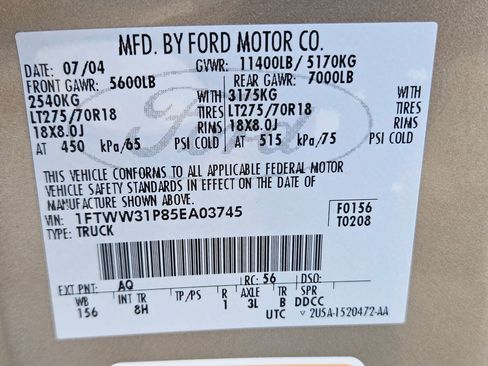 MFD. BY FORD MOTOR CO.
DATE 07/04 GVWR: 11400LB/ 5170KG
FRONT GAWR: 5600LB REAR GAWR: 7000LB
2540KG WITH 3175KG WITH
LT275/70R18 TIRES LT275/70R18 TIRES
18X8.0J RIMS 18X8.0J RIMS
AT 450 kPa/65 PSI COLD AT 515 kPa/75 PSI COLD
Ford
THIS VEHICLE CONFORMS TO ALL APPLICABLE FEDERAL MOTOR
VEHICLE SAFETY STANDARDS IN EFFECT ON THE DATE OF
MANUFACTURE SHOWN ABOVE.
VIN: 1FTWW31P85EA03745 F0156
TYPE: TRUCK T0208
EXT PNT: AQ RC: 56 DSO:
WB INT TR TP/PS R AXLE TR SPR
156 8H 1 3L B DDCC
UTC 2U5A-1520472-AA